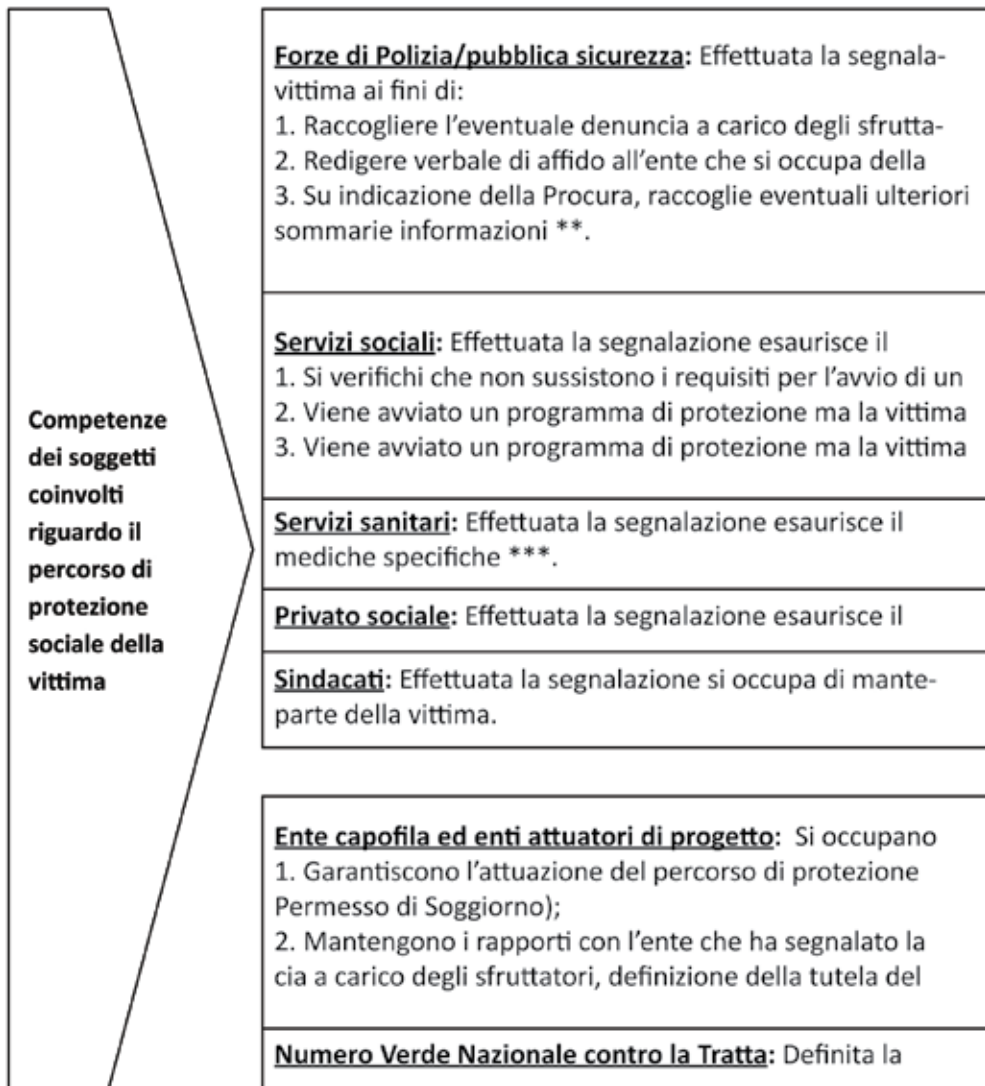 Competenze
dei soggetti
coinvolti
riguardo il
percorso di
protezione
sociale della
vittima
Forze di Polizia/pubblica sicurezza: Effettuata la segnala-
vittima ai fini di:
1. Raccogliere l’eventuale denuncia a carico degli sfrutta-
2. Redigere verbale di affido all’ente che si occupa della
3. Su indicazione della Procura, raccoglie eventuali ulteriori
sommarie informazioni **.
Servizi sociali: Effettuata la segnalazione esaurisce il
1. Si verifichi che non sussistono i requisiti per l’avvio di un
2. Viene avviato un programma di protezione ma la vittima
3. Viene avviato un programma di protezione ma la vittima
Servizi sanitari: Effettuata la segnalazione esaurisce il
mediche specifiche ***.
Privato sociale: Effettuata la segnalazione esaurisce il
Sindacati: Effettuata la segnalazione si occupa di mante-
parte della vittima.
Ente capofila ed enti attuatori di progetto: Si occupano
1. Garantiscono l’attuazione del percorso di protezione
Permesso di Soggiorno);
2. Mantengono i rapporti con l’ente che ha segnalato la
cia a carico degli sfruttatori, definizione della tutela del
Numero Verde Nazionale contro la Tratta: Definita la